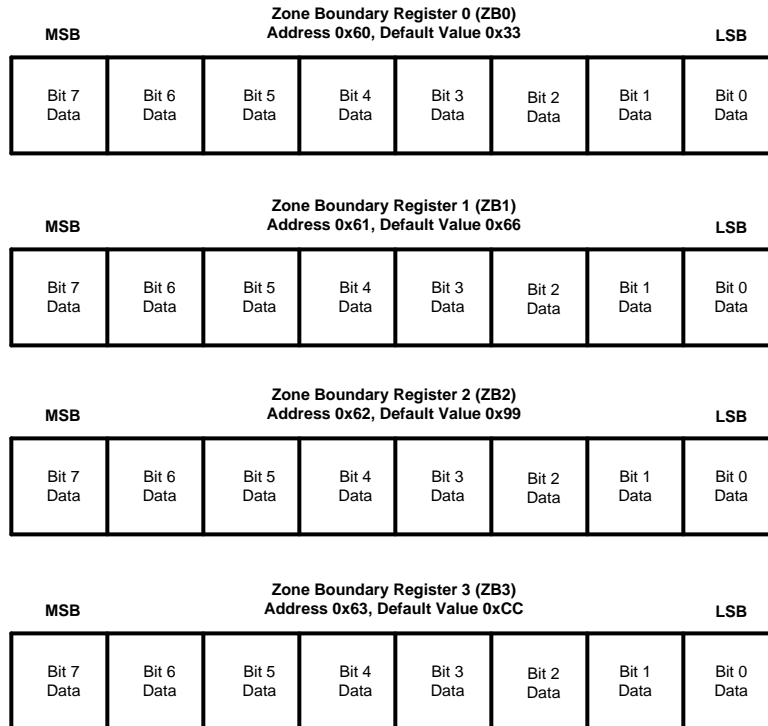 Zone Boundary Register 0 (ZB0)
MSB Address 0x60, Default Value 0x33 LSB
Bit 7 Bit 6 Bit 5 Bit 4 Bit 3 Bit 2 Bit 1 Bit 0
Data Data Data Data Data Data Data Data
Zone Boundary Register 1 (ZB1)
MSB Address 0x61, Default Value 0x66 LSB
Bit 7 Bit 6 Bit 5 Bit 4 Bit 3 Bit 2 Bit 1 Bit 0
Data Data Data Data Data Data Data Data
Zone Boundary Register 2 (ZB2)
MSB Address 0x62, Default Value 0x99 LSB
Bit 7 Bit 6 Bit 5 Bit 4 Bit 3 Bit 2 Bit 1 Bit 0
Data Data Data Data Data Data Data Data
Zone Boundary Register 3 (ZB3)
MSB Address 0x63, Default Value 0xCC LSB
Bit 7 Bit 6 Bit 5 Bit 4 Bit 3 Bit 2 Bit 1 Bit 0
Data Data Data Data Data Data Data Data